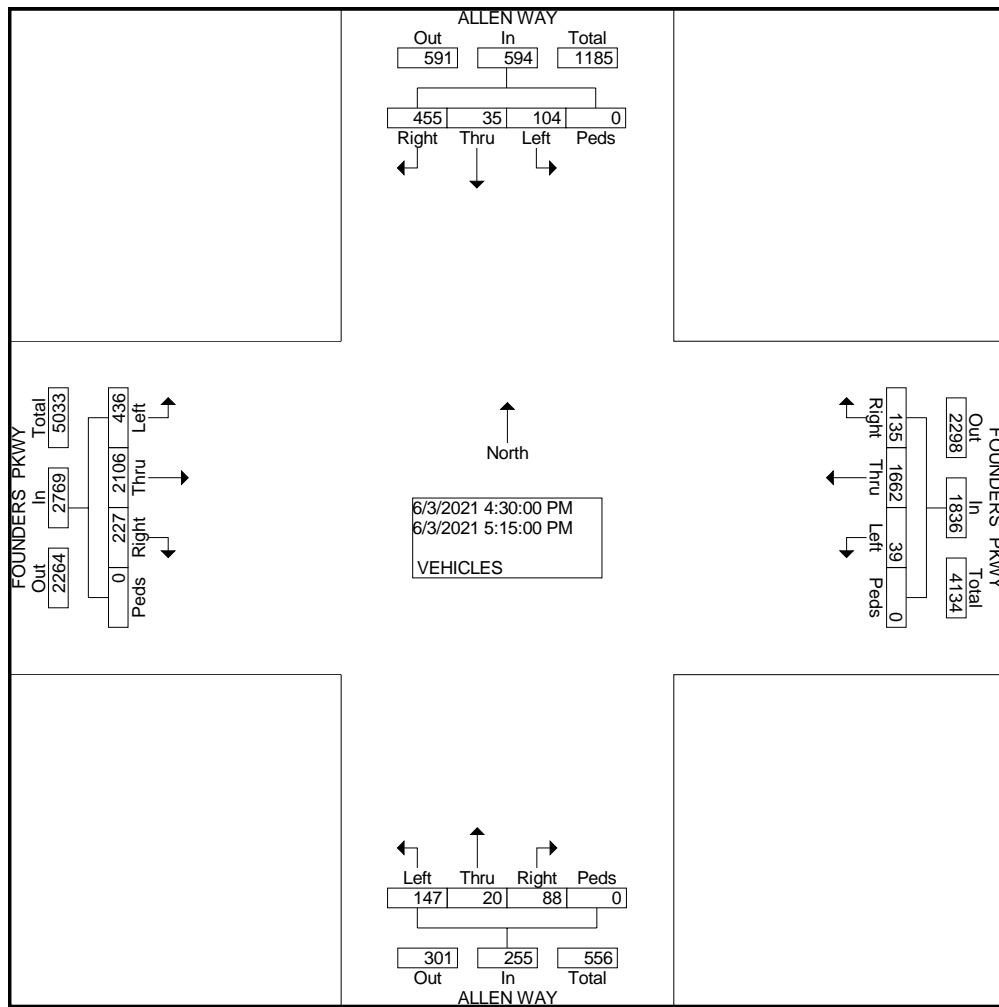 ALLEN WAY
Out In Total
591 594 1185
455 35 104 0
Right Thru Left Peds
FOUNDERS PKWY
Total In Out
5033 2769 2264
436 2106 227 0
Left Thru Right Peds
North
6/3/2021 4:30:00 PM
6/3/2021 5:15:00 PM
VEHICLES
Right Thru Left Peds
135 1662 39 0
Out In Total
2298 1836 4134
FOUNDERS PKWY
Left Thru Right Peds
147 20 88 0
301 255 556
Out In Total
ALLEN WAY